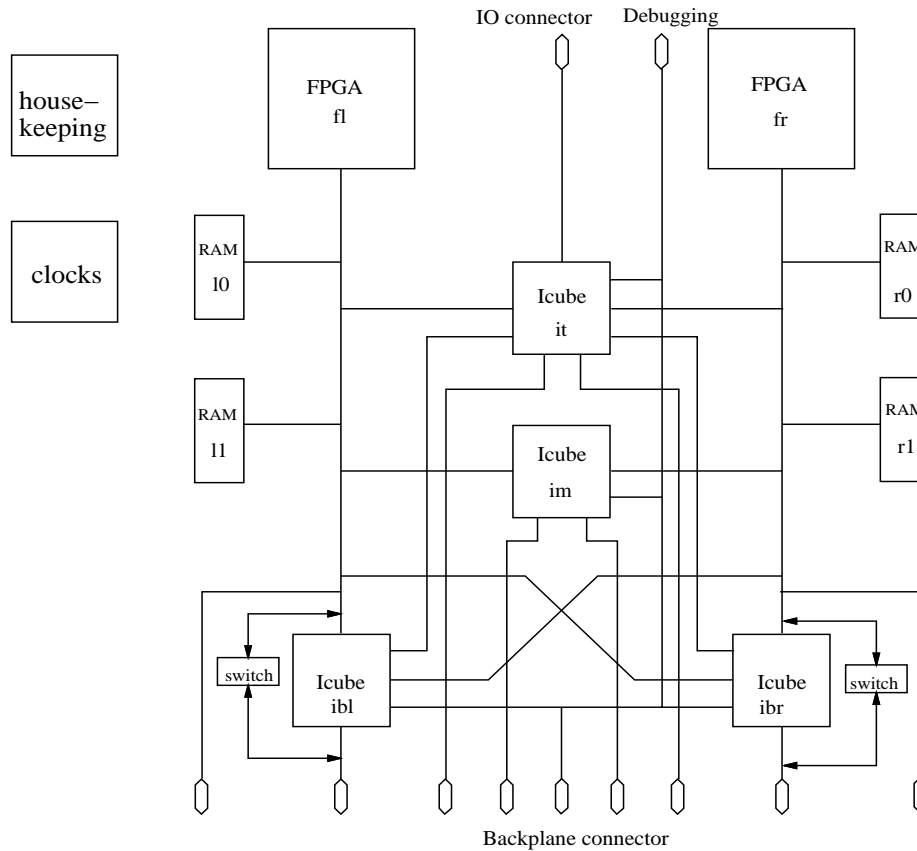 IO connector
Debugging
house−
keeping
FPGA
fl
FPGA
fr
clocks
RAM
l0
Icube
it
RAM
r0
RAM
l1
Icube
im
RAM
r1
switch
Icube
ibl
Icube
ibr
switch
Backplane connector